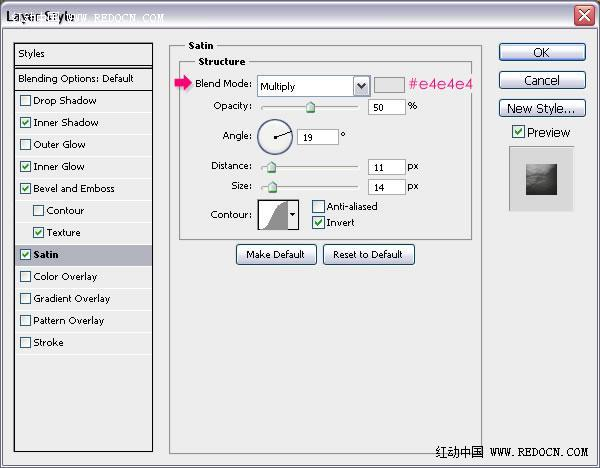 Layer Style
WWW.REDOCN.COM
Styles
Blending Options: Default
Drop Shadow
Inner Shadow
Outer Glow
Inner Glow
Bevel and Emboss
Contour
Texture
Satin
Color Overlay
Gradient Overlay
Pattern Overlay
Stroke
Satin
Structure
Blend Mode: Multiply #e4e4e4
Opacity: 50 %
Angle: 19 °
Distance: 11 px
Size: 14 px
Contour:
Anti-aliased
Invert
Make Default Reset to Default
OK
Cancel
New Style...
Preview
红动中国 WWW.REDOCN.COM